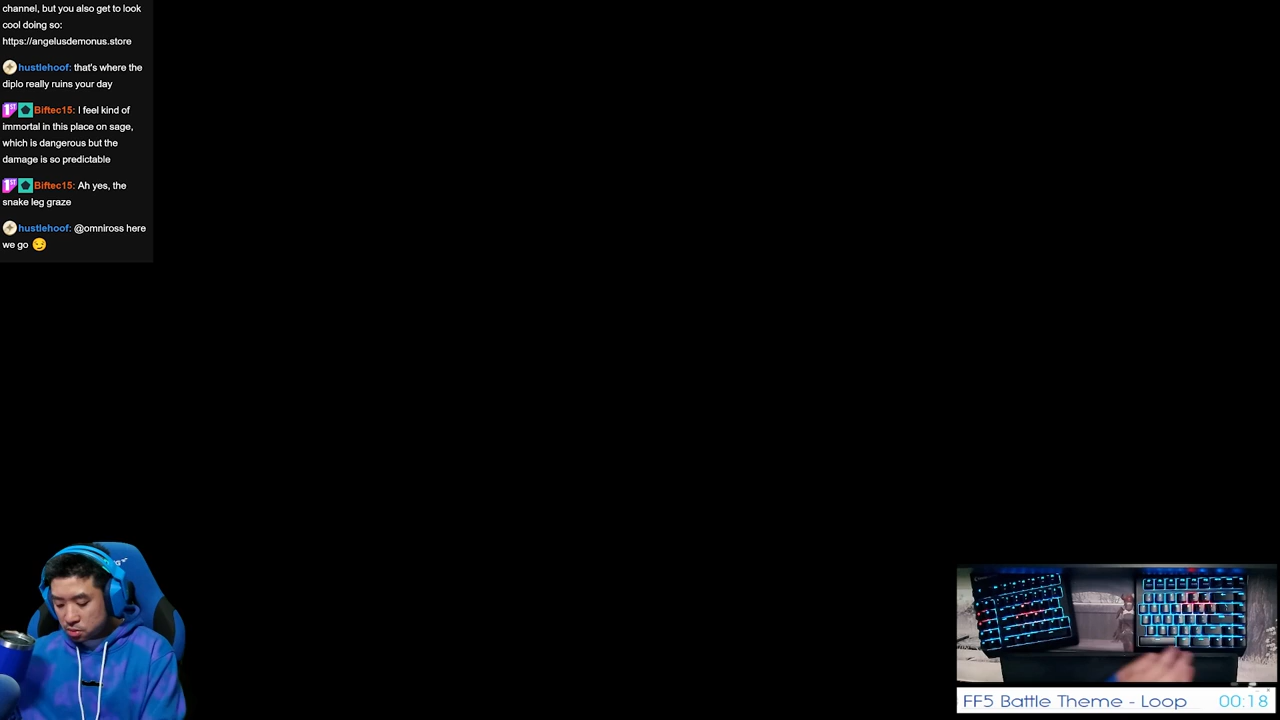 channel, but you also get to look
cool doing so:
https://angelusdemonus.store
hustlehoof: that's where the
diplo really ruins your day
Biftec15: I feel kind of
immortal in this place on sage,
which is dangerous but the
damage is so predictable
Biftec15: Ah yes, the
snake leg graze
hustlehoof: @omniross here
we go 😏
FF5 Battle Theme - Loop 00:18